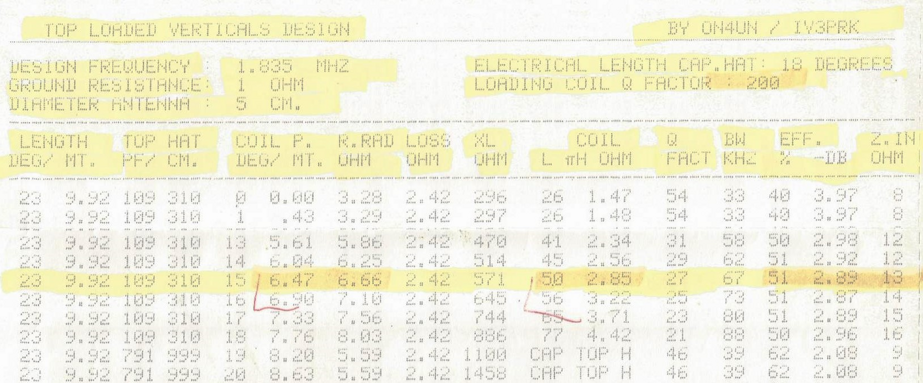 TOP LOADED VERTICALS DESIGN BY ON4UN / IV3PRK
DESIGN FREQUENCY : 1.835 MHZ ELECTRICAL LENGTH CAP.HAT: 18 DEGREES
GROUND RESISTANCE: 1 OHM LOADING COIL Q FACTOR : 200
DIAMETER ANTENNA : 5 CM.
LENGTH TOP HAT COIL P. R.RAD LOSS XL COIL Q BW EFF. Z.IN
DEG/ MT. PF/ CM. DEG/ MT. OHM OHM OHM L πH OHM FACT KHZ % -DB OHM
23 9.92 109 310 0 0.00 3.28 2.42 296 26 1.47 54 33 40 3.97 8
23 9.92 109 310 1 .43 3.29 2.42 297 26 1.48 54 33 40 3.97 8
23 9.92 109 310 13 5.61 5.86 2.42 470 41 2.34 31 58 50 2.98 12
23 9.92 109 310 14 6.04 6.25 2.42 514 45 2.56 29 62 51 2.92 12
23 9.92 109 310 15 6.47 6.66 2.42 571 50 2.85 27 67 51 2.89 13
23 9.92 109 310 16 6.90 7.10 2.42 645 56 3.22 25 73 51 2.87 14
23 9.92 109 310 17 7.33 7.56 2.42 744 65 3.71 23 80 51 2.89 15
23 9.92 109 310 18 7.76 8.03 2.42 886 77 4.42 21 88 50 2.96 16
23 9.92 791 999 19 8.20 5.59 2.42 1100 CAP TOP H 46 39 62 2.08 9
23 9.92 791 999 20 8.63 5.59 2.42 1458 CAP TOP H 46 39 62 2.08 9